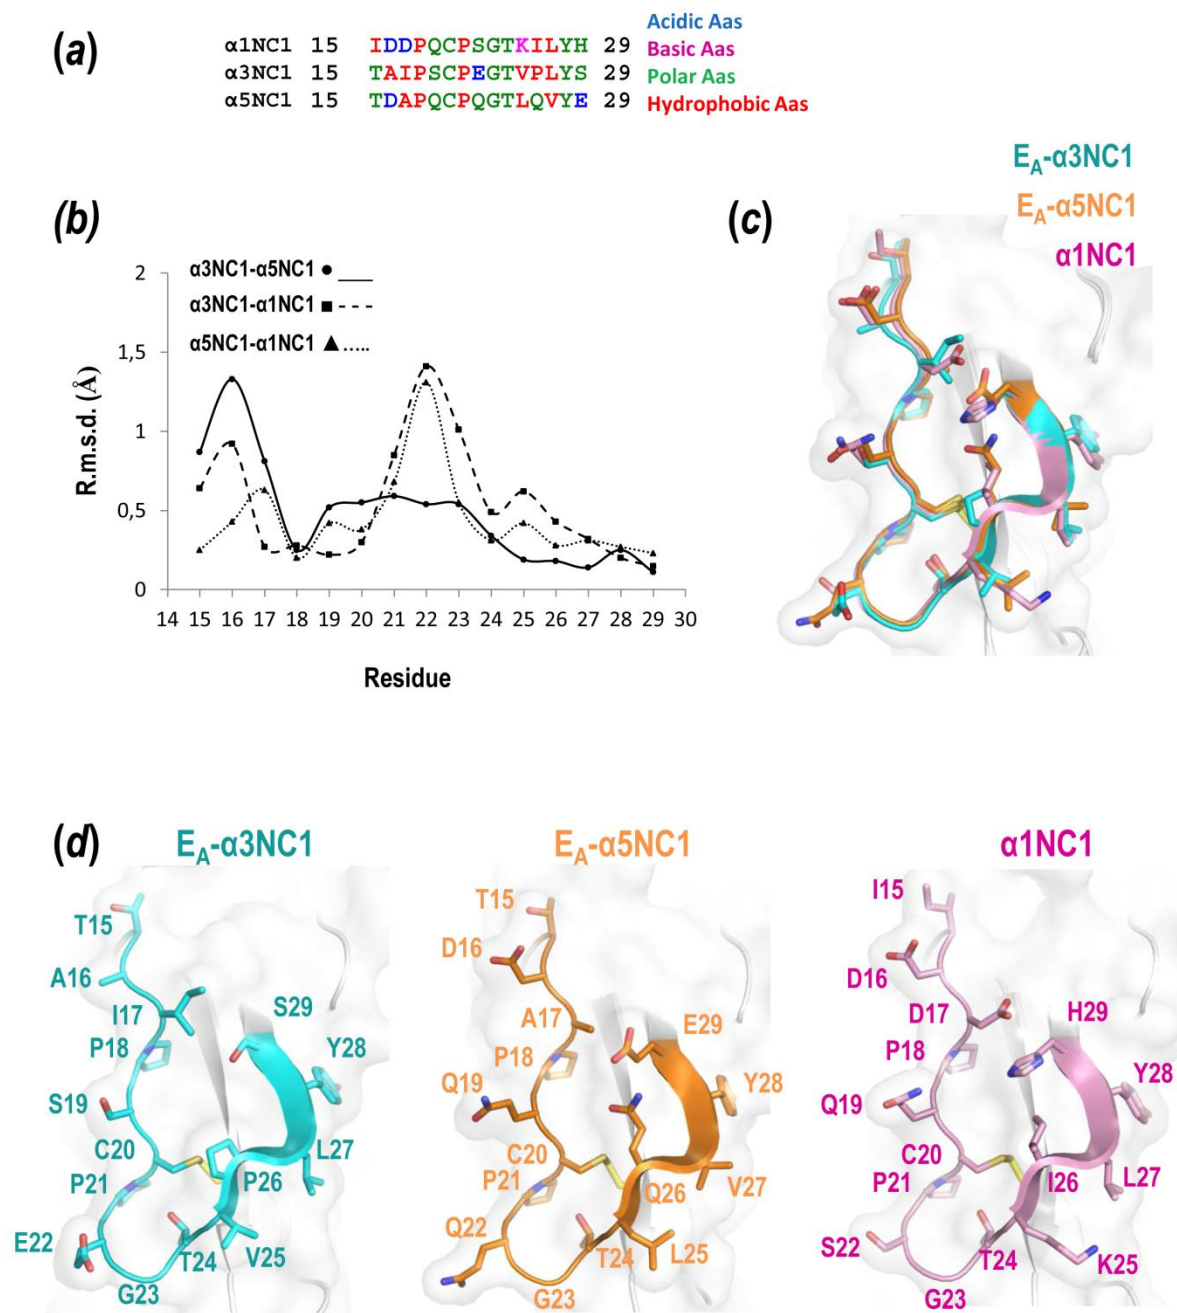 (a)
α1NC1 15 IDDPQCPSGTKILYH 29
α3NC1 15 TAIPSCPEGTVPLYS 29
α5NC1 15 TDAPQCPQGTLQVYE 29
Acidic Aas
Basic Aas
Polar Aas
Hydrophobic Aas
(b)
α3NC1-α5NC1
α3NC1-α1NC1
α5NC1-α1NC1
R.m.s.d. (Å)
2
1,5
1
0,5
0
14 15 16 17 18 19 20 21 22 23 24 25 26 27 28 29 30
Residue
(c)
EA-α3NC1
EA-α5NC1
α1NC1
(d)
EA-α3NC1
T15
A16
I17
S29
P18
Y28
S19
C20
L27
P21
P26
E22
T24
V25
G23
EA-α5NC1
T15
D16
A17
E29
P18
Y28
Q19
C20
P21
Q26
V27
Q22
T24
L25
G23
α1NC1
I15
D16
D17
H29
P18
Y28
Q19
C20
P21
I26
L27
S22
T24
K25
G23